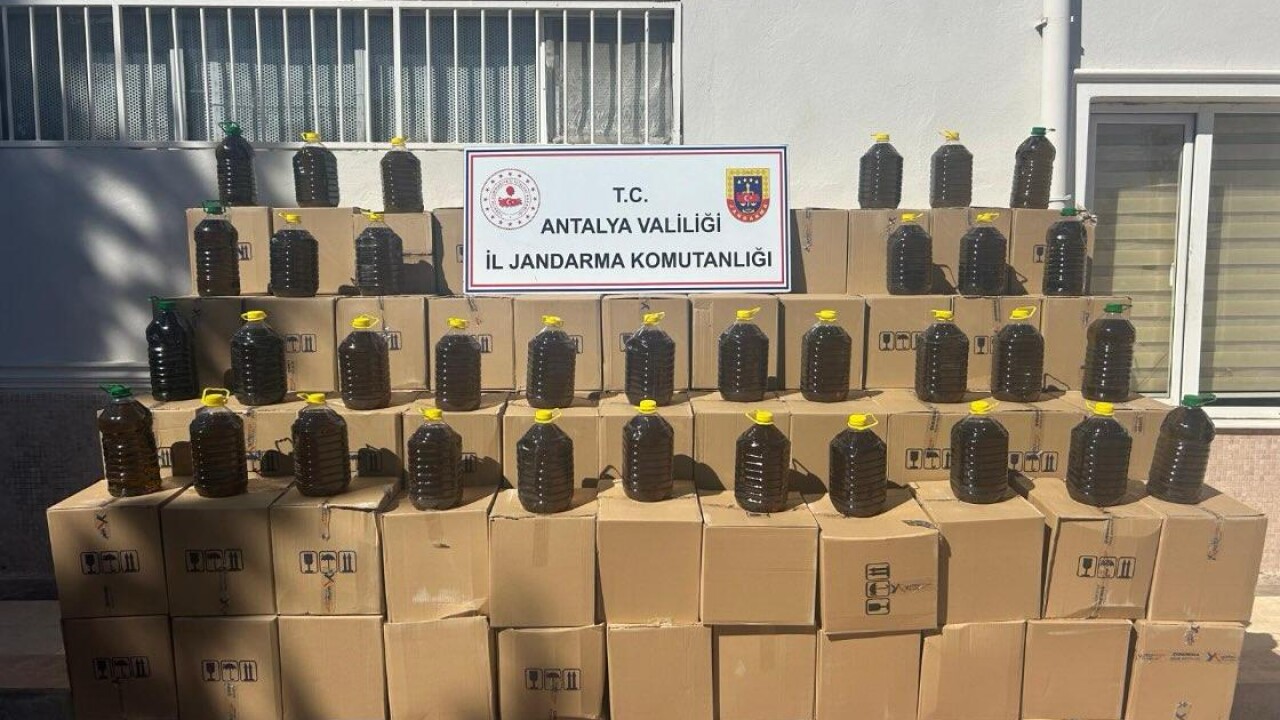 T.C.
ANTALYA VALİLİĞİ
İL JANDARMA KOMUTANLIĞI